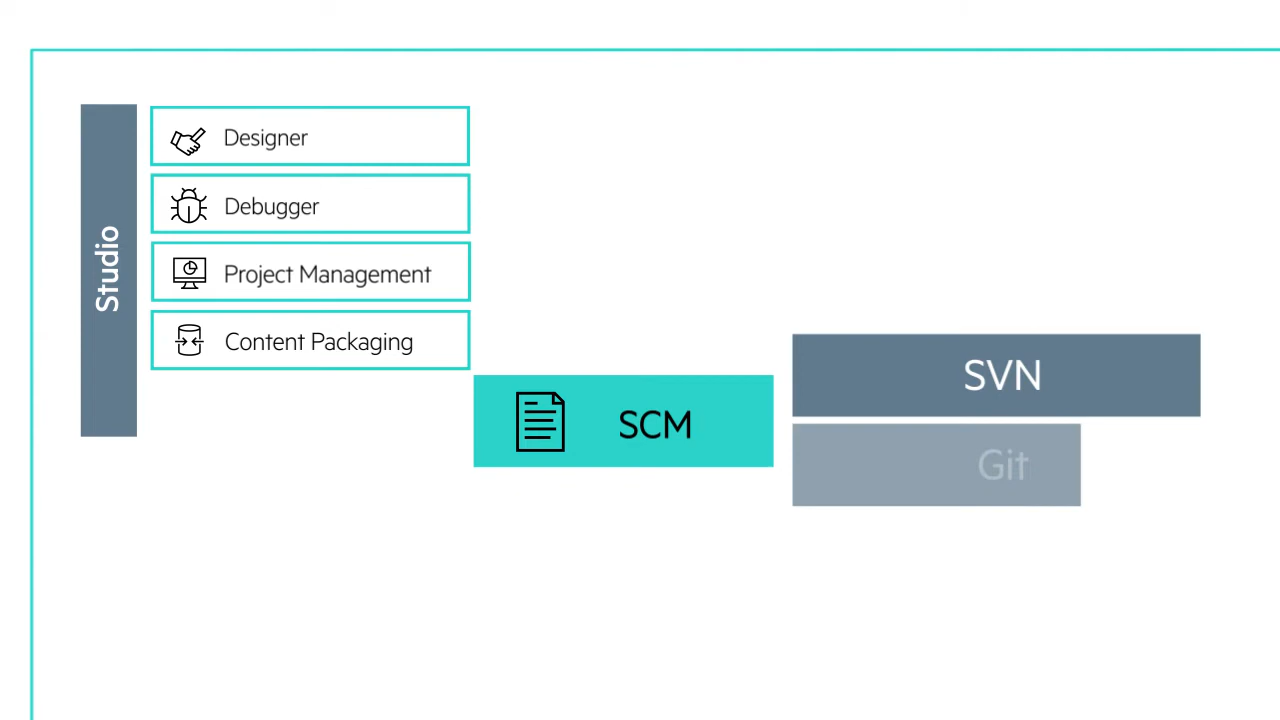 Studio
Designer
Debugger
Project Management
Content Packaging
SCM
SVN
Git